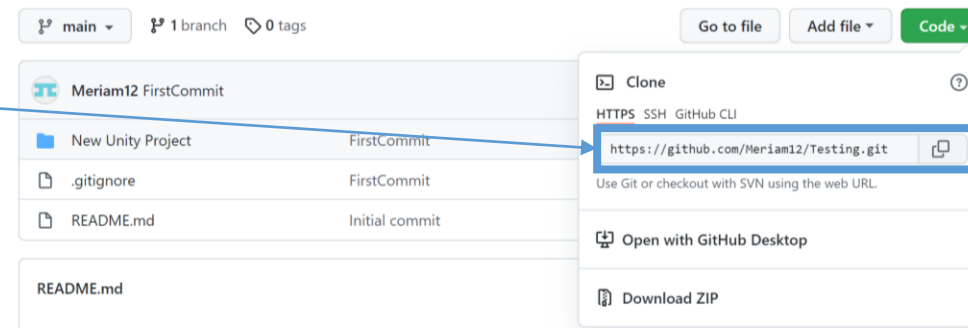 main 1 branch 0 tags Go to file Add file Code
Meriam12 FirstCommit
New Unity Project FirstCommit
.gitignore FirstCommit
README.md Initial commit
README.md
Clone
HTTPS SSH GitHub CLI
https://github.com/Meriam12/Testing.git
Use Git or checkout with SVN using the web URL.
Open with GitHub Desktop
Download ZIP